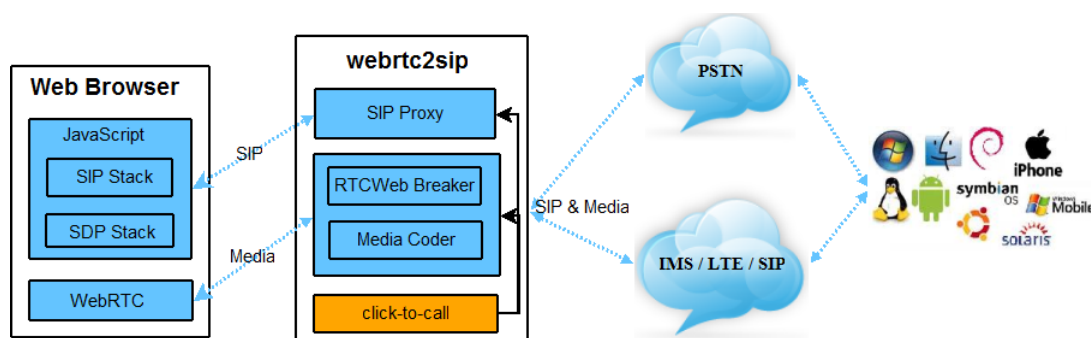 Web Browser
JavaScript
SIP Stack
SDP Stack
WebRTC
SIP
Media
webrtc2sip
SIP Proxy
RTCWeb Breaker
Media Coder
click-to-call
SIP & Media
PSTN
IMS / LTE / SIP
iPhone
symbian
OS
Windows
Mobile
solaris